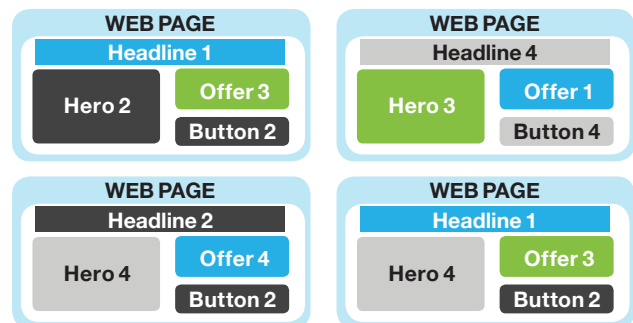 WEB PAGE
Headline 1
Hero 2
Offer 3
Button 2
WEB PAGE
Headline 4
Hero 3
Offer 1
Button 4
WEB PAGE
Headline 2
Hero 4
Offer 4
Button 2
WEB PAGE
Headline 1
Hero 4
Offer 3
Button 2